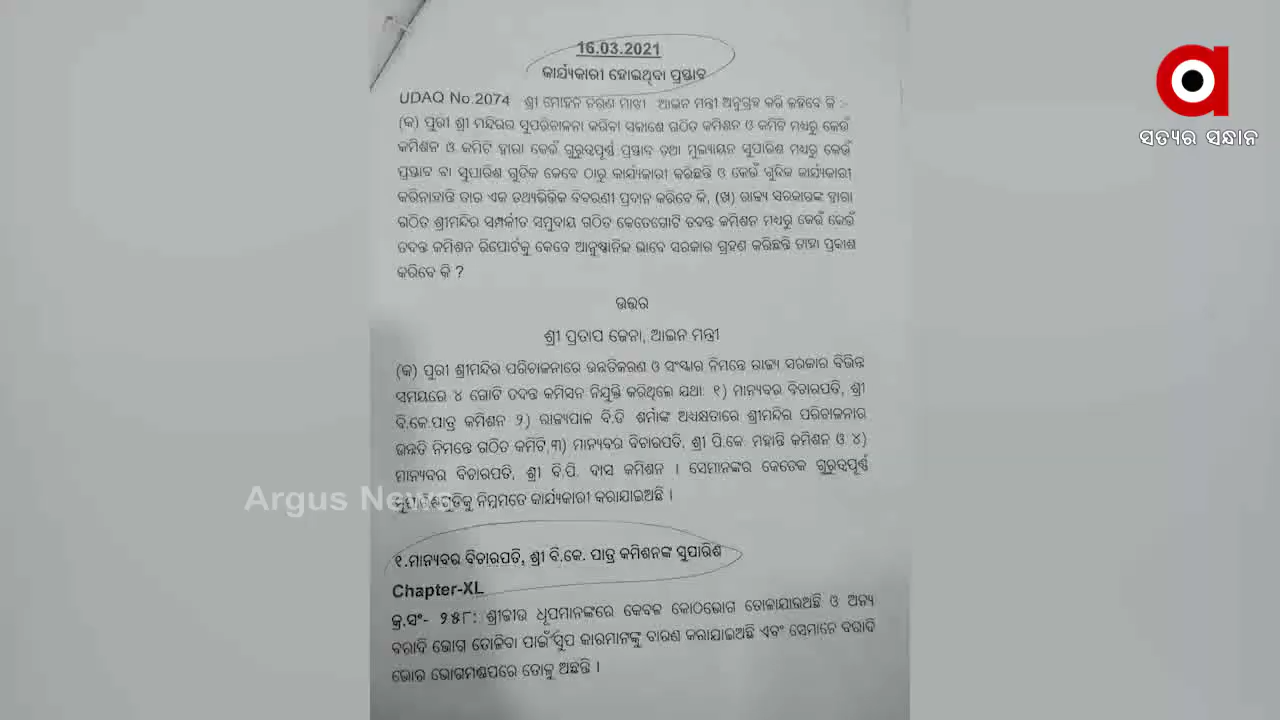 16.03.2021
କାର୍ଯ୍ୟକାରୀ ହୋଇଥିବା ପ୍ରସ୍ତାବ
UDAQ No.2074 ଶ୍ରୀ ମୋହନ ଚରଣ ମାଝୀ ଆଇନ ମନ୍ତ୍ରୀ ଅନୁଗ୍ରହ କରି କହିବେ କି :-
(କ) ପୁରୀ ଶ୍ରୀ ମନ୍ଦିରର ସୁପରିଚାଳନା କରିବା ସକାଶେ ଗଠିତ କମିଶନ ଓ କମିଟି ମଧ୍ୟରୁ କେଉଁ
କମିଶନ ଓ କମିଟି ଦ୍ୱାରା କେଉଁ ଗୁରୁତ୍ୱପୂର୍ଣ୍ଣ ପ୍ରସ୍ତାବ ତଥା ମୁଲ୍ୟାୟନ ସୁପାରିଶ ମଧ୍ୟରୁ କେଉଁ
ପ୍ରସ୍ତାବ ବା ସୁପାରିଶ ଗୁଡିକ କେବେ ଠାରୁ କାର୍ଯ୍ୟକାରୀ କରିଛନ୍ତି ଓ କେଉଁ ଗୁଡିକ କାର୍ଯ୍ୟକାରୀ
କରିନାହାନ୍ତି ତାର ଏକ ତଥ୍ୟଭିତ୍ତିକ ବିବରଣୀ ପ୍ରଦାନ କରିବେ କି, (ଖ) ରାଜ୍ୟ ସରକାରଙ୍କ ଦ୍ୱାରା
ଗଠିତ ଶ୍ରୀମନ୍ଦିର ସମ୍ପର୍କୀତ ସମୁଦାୟ ଗଠିତ କେତେଗୋଟି ତଦନ୍ତ କମିଶନ ମଧ୍ୟରୁ କେଉଁ କେଉଁ
ତଦନ୍ତ କମିଶନ ରିପୋର୍ଟକୁ କେବେ ଆନୁଷ୍ଠାନିକ ଭାବେ ସରକାର ଗ୍ରହଣ କରିଛନ୍ତି ତାହା ପ୍ରକାଶ
କରିବେ କି ?
ଉତ୍ତର
ଶ୍ରୀ ପ୍ରତାପ ଜେନା, ଆଇନ ମନ୍ତ୍ରୀ
(କ) ପୁରୀ ଶ୍ରୀମନ୍ଦିର ପରିଚାଳନାରେ ଉନ୍ନତିକରଣ ଓ ସଂସ୍କାର ନିମନ୍ତେ ରାଜ୍ୟ ସରକାର ବିଭିନ୍ନ
ସମୟରେ ୪ ଗୋଟି ତଦନ୍ତ କମିସନ ନିଯୁକ୍ତି କରିଥିଲେ ଯଥା: ୧) ମାନ୍ୟବର ବିଚାରପତି, ଶ୍ରୀ
ବି.କେ.ପାତ୍ର କମିଶନ ୨) ରାଜ୍ୟପାଳ ବି.ଡି ଶର୍ମାଙ୍କ ଅଧ୍ୟକ୍ଷତାରେ ଶ୍ରୀମନ୍ଦିର ପରିଚାଳନାର
ଉନ୍ନତି ନିମନ୍ତେ ଗଠିତ କମିଟି,୩) ମାନ୍ୟବର ବିଚାରପତି, ଶ୍ରୀ ପି.କେ. ମହାନ୍ତି କମିଶନ ଓ ୪)
ମାନ୍ୟବର ବିଚାରପତି, ଶ୍ରୀ ବି.ପି. ଦାସ କମିଶନ । ସେମାନଙ୍କର କେତେକ ଗୁରୁତ୍ୱପୂର୍ଣ୍ଣ
ସୁପାରିଶଗୁଡିକୁ ନିମ୍ନମତେ କାର୍ଯ୍ୟକାରୀ କରାଯାଇଅଛି ।
୧.ମାନ୍ୟବର ବିଚାରପତି, ଶ୍ରୀ ବି.କେ. ପାତ୍ର କମିଶନଙ୍କ ସୁପାରିଶ
Chapter-XL
କ୍ର.ସଂ- ୨୫୮: ଶ୍ରୀଜୀଉ ଧୂପମାନଙ୍କରେ କେବଳ କୋଠଭୋଗ ତୋଳାଯାଉଅଛି ଓ ଅନ୍ୟ
ବରାଦି ଭୋଗ ତୋଳିବା ପାଇଁ ସୁପ କାରମାନଙ୍କୁ ବାରଣ କରାଯାଇଅଛି ଏବଂ ସେମାନେ ବରାଦି
ଭୋଗ ଭୋଗମଣ୍ଡପରେ ତୋଳୁ ଅଛନ୍ତି ।
Argus News
ସତ୍ୟର ସନ୍ଧାନ